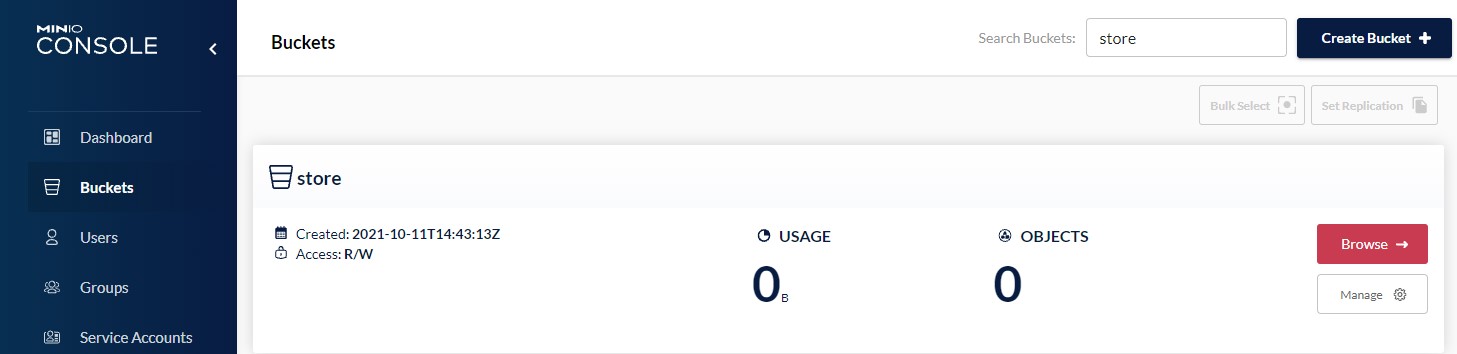 MINIO
CONSOLE
Dashboard
Buckets
Users
Groups
Service Accounts
Buckets
Search Buckets:
store
Create Bucket
Bulk Select
Set Replication
store
Created: 2021-10-11T14:43:13Z
Access: R/W
USAGE
0 B
OBJECTS
0
Browse
Manage